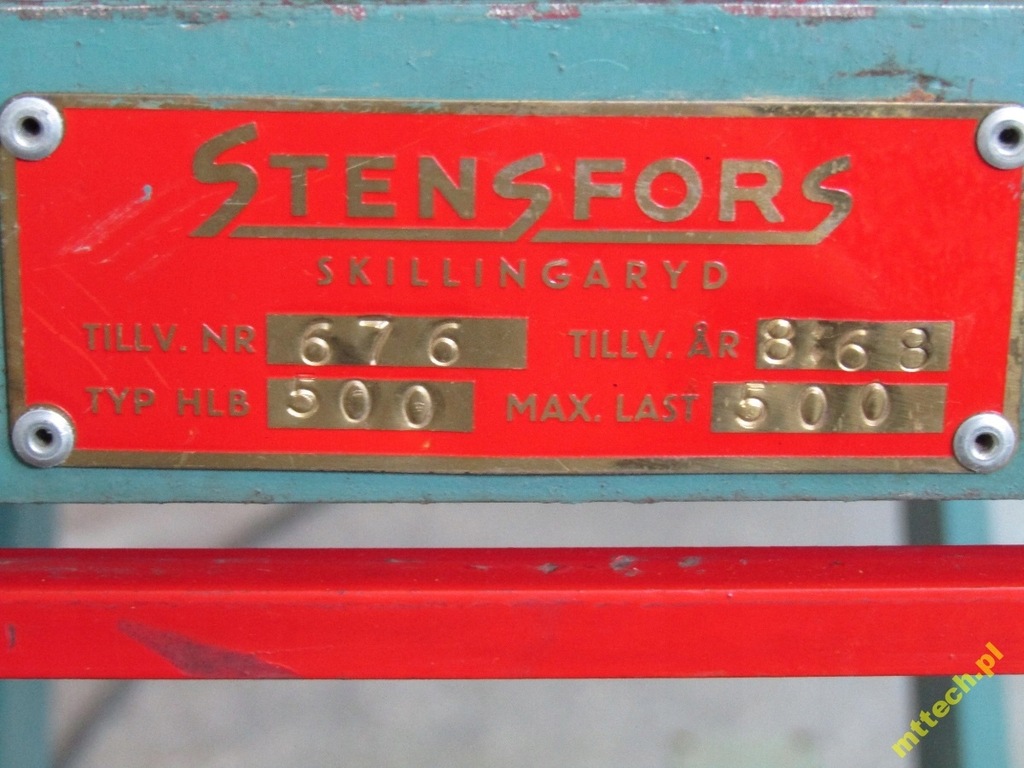 STENSFORS
SKILLINGARYD
TILLV. NR 676 TILLV. ÅR 8:68
TYP HLB 500 MAX. LAST 500
mttech.pl